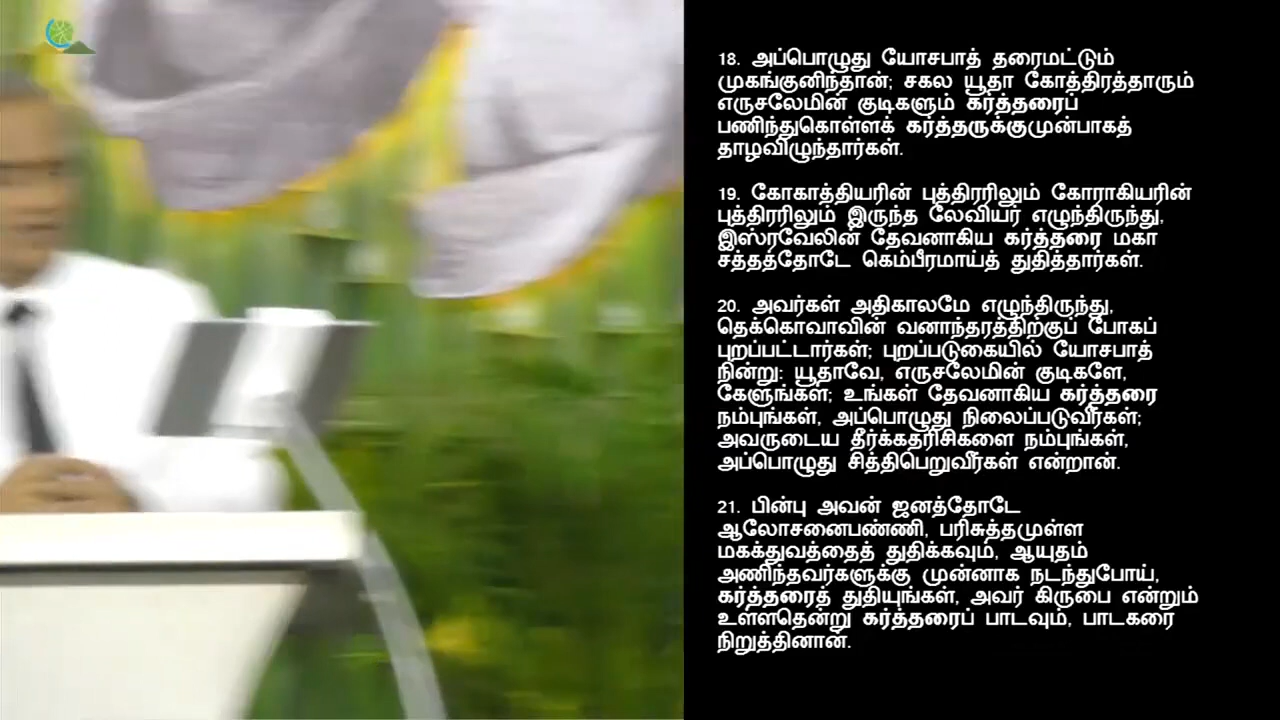 18. அப்பொழுது யோசபாத் தரைமட்டும்
முகங்குனிந்தான்; சகல யூதா கோத்திரத்தாரும்
எருசலேமின் குடிகளும் கர்த்தரைப்
பணிந்துகொள்ளக் கர்த்தருக்குமுன்பாகத்
தாழவிழுந்தார்கள்.
19. கோகாத்தியரின் புத்திரரிலும் கோராகியரின்
புத்திரரிலும் இருந்த லேவியர் எழுந்திருந்து,
இஸ்ரவேலின் தேவனாகிய கர்த்தரை மகா
சத்தத்தோடே கெம்பீரமாய்த் துதித்தார்கள்.
20. அவர்கள் அதிகாலமே எழுந்திருந்து,
தெக்கொவாவின் வனாந்தரத்திற்குப் போகப்
புறப்பட்டார்கள்; புறப்படுகையில் யோசபாத்
நின்று: யூதாவே, எருசலேமின் குடிகளே,
கேளுங்கள்; உங்கள் தேவனாகிய கர்த்தரை
நம்புங்கள், அப்பொழுது நிலைப்படுவீர்கள்;
அவருடைய தீர்க்கதரிசிகளை நம்புங்கள்,
அப்பொழுது சித்திபெறுவீர்கள் என்றான்.
21. பின்பு அவன் ஜனத்தோடே
ஆலோசனைபண்ணி, பரிசுத்தமுள்ள
மகத்துவத்தைத் துதிக்கவும், ஆயுதம்
அணிந்தவர்களுக்கு முன்னாக நடந்துபோய்,
கர்த்தரைத் துதியுங்கள், அவர் கிருபை என்றும்
உள்ளதென்று கர்த்தரைப் பாடவும், பாடகரை
நிறுத்தினான்.